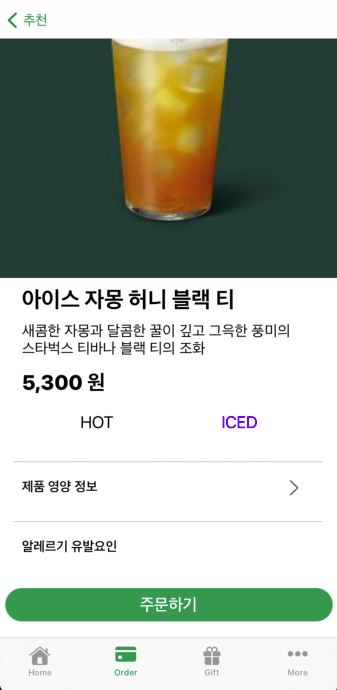 추천
아이스 자몽 허니 블랙 티
새콤한 자몽과 달콤한 꿀이 깊고 그윽한 풍미의
스타벅스 티바나 블랙 티의 조화
5,300 원
HOT
ICED
제품 영양 정보
알레르기 유발요인
주문하기
Home
Order
Gift
More